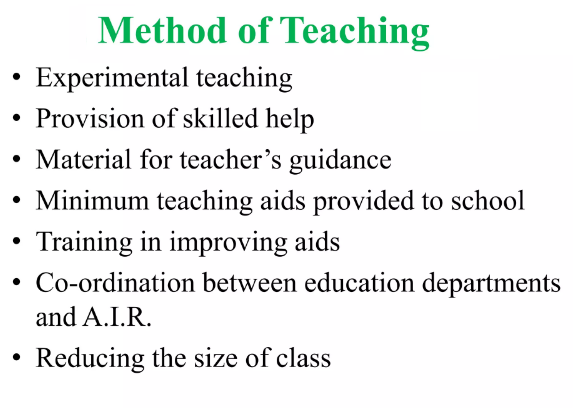 Method of Teaching
• Experimental teaching
• Provision of skilled help
• Material for teacher's guidance
• Minimum teaching aids provided to school
• Training in improving aids
• Co-ordination between education departments
and A.I.R.
• Reducing the size of class